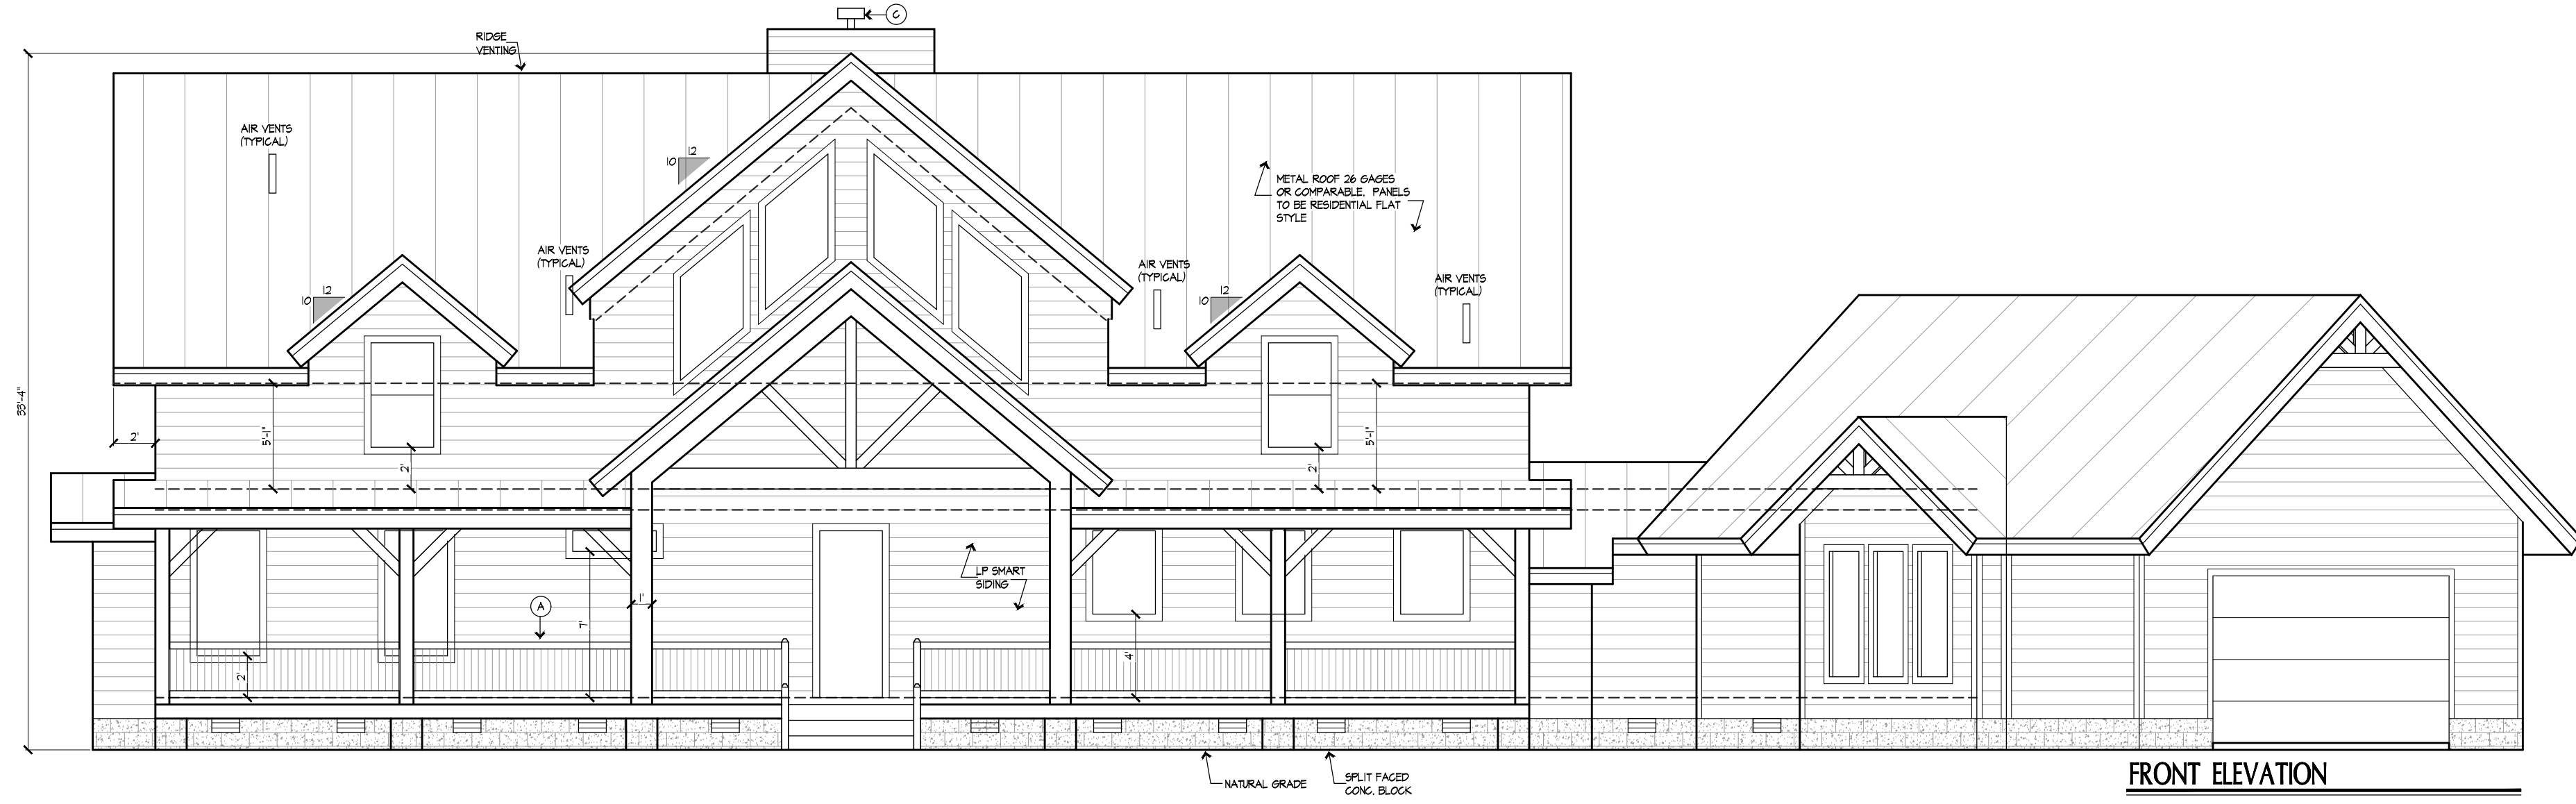 C
RIDGE
VENTING
AIR VENTS
(TYPICAL)
12
10
METAL ROOF 26 GAGES
OR COMPARABLE. PANELS
TO BE RESIDENTIAL FLAT
STYLE
AIR VENTS
(TYPICAL)
AIR VENTS
(TYPICAL)
AIR VENTS
(TYPICAL)
12
10
12
10
33'-4"
2'
5'-1"
2'
2'
5'-1"
LP SMART
SIDING
A
1'
7'
4'
2'
NATURAL GRADE
SPLIT FACED
CONC. BLOCK
FRONT ELEVATION